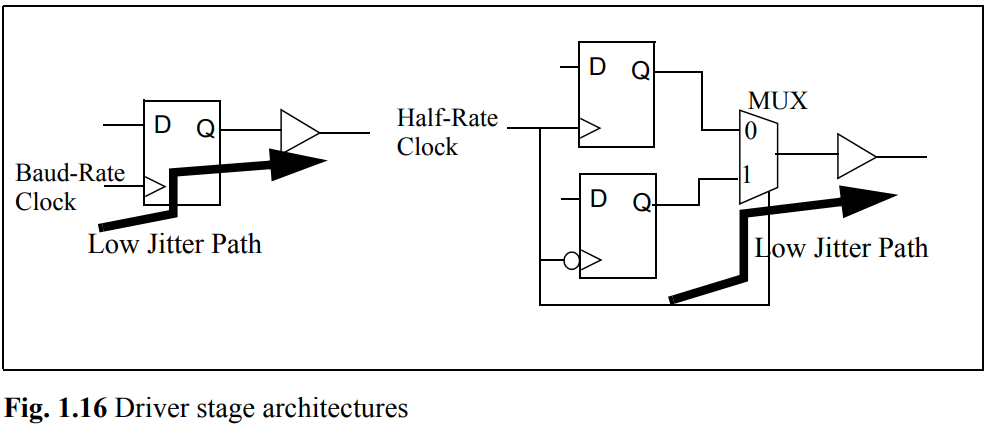 D Q
Baud-Rate
Clock
Low Jitter Path
Half-Rate
Clock
D Q
D Q
MUX
0
1
Low Jitter Path
Fig. 1.16 Driver stage architectures